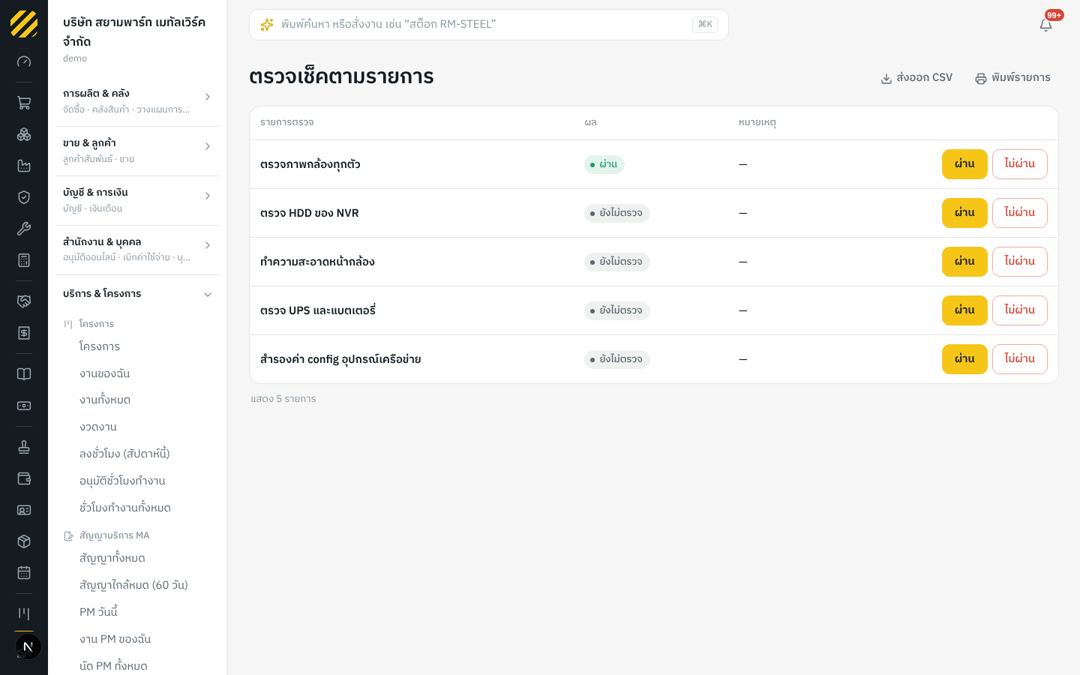 บริษัท สยามพาร์ท เมทัลเวิร์ค
จำกัด
demo
การผลิต & คลัง
จัดซื้อ · คลังสินค้า · วางแผนการ...
ขาย & ลูกค้า
ลูกค้าสัมพันธ์ · ขาย
บัญชี & การเงิน
บัญชี · เงินเดือน
สำนักงาน & บุคคล
อนุมัติออนไลน์ · เบิกค่าใช้จ่าย · บุ...
บริการ & โครงการ
โครงการ
โครงการ
งานของฉัน
งานทั้งหมด
งวดงาน
ลงชั่วโมง (สัปดาห์นี้)
อนุมัติชั่วโมงทำงาน
ชั่วโมงทำงานทั้งหมด
สัญญาบริการ MA
สัญญาทั้งหมด
สัญญาใกล้หมด (60 วัน)
PM วันนี้
งาน PM ของฉัน
นัด PM ทั้งหมด
N
พิมพ์ค้นหา หรือสั่งงาน เช่น "สต็อก RM-STEEL" ⌘K
99+
ตรวจเช็คตามรายการ
ส่งออก CSV พิมพ์รายการ
รายการตรวจ ผล หมายเหตุ
ตรวจภาพกล้องทุกตัว ผ่าน — ผ่าน ไม่ผ่าน
ตรวจ HDD ของ NVR ยังไม่ตรวจ — ผ่าน ไม่ผ่าน
ทำความสะอาดหน้ากล้อง ยังไม่ตรวจ — ผ่าน ไม่ผ่าน
ตรวจ UPS และแบตเตอรี่ ยังไม่ตรวจ — ผ่าน ไม่ผ่าน
สำรองค่า config อุปกรณ์เครือข่าย ยังไม่ตรวจ — ผ่าน ไม่ผ่าน
แสดง 5 รายการ